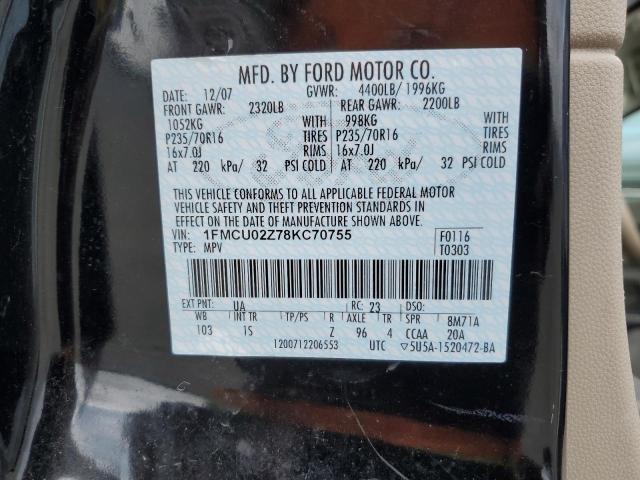 MFD. BY FORD MOTOR CO.
DATE: 12/07 GVWR: 4400LB/ 1996KG
FRONT GAWR: 2320LB REAR GAWR: 2200LB
1052KG WITH 998KG WITH
P235/70R16 TIRES P235/70R16 TIRES
16x7.0J RIMS 16x7.0J RIMS
AT 220 kPa/ 32 PSI COLD AT 220 kPa/ 32 PSI COLD
THIS VEHICLE CONFORMS TO ALL APPLICABLE FEDERAL MOTOR
VEHICLE SAFETY AND THEFT PREVENTION STANDARDS IN
EFFECT ON THE DATE OF MANUFACTURE SHOWN ABOVE.
VIN: 1FMCU02Z78KC70755 F0116
TYPE: MPV T0303
EXT PNT: UA RC: 23 DSO:
WB INT TR TP/PS R AXLE TR SPR 8M71A
103 1S Z 96 4 CCAA 20A
1200712206553 UTC ▽5U5A-1520472-BA